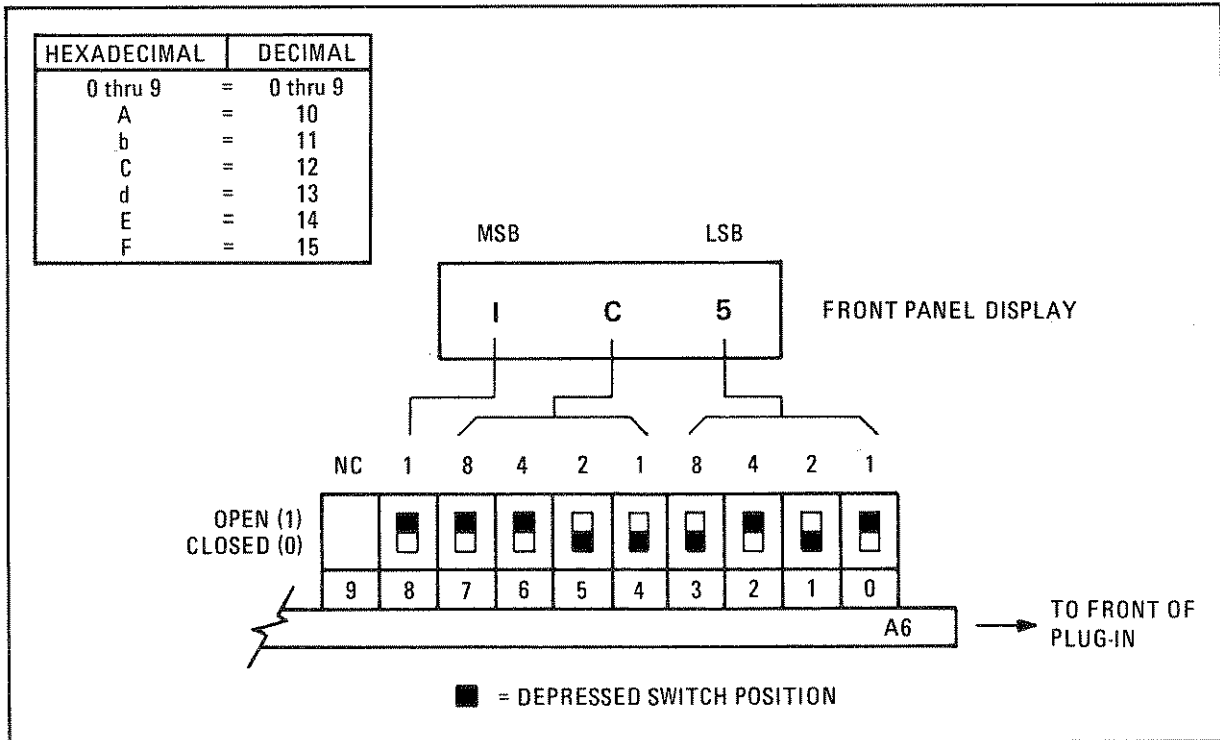 HEXADECIMAL DECIMAL
0 thru 9 = 0 thru 9
A = 10
b = 11
C = 12
d = 13
E = 14
F = 15
MSB LSB
I C 5 FRONT PANEL DISPLAY
NC 1 8 4 2 1 8 4 2 1
OPEN (1)
CLOSED (0)
9 8 7 6 5 4 3 2 1 0
A6
TO FRONT OF
PLUG-IN
= DEPRESSED SWITCH POSITION